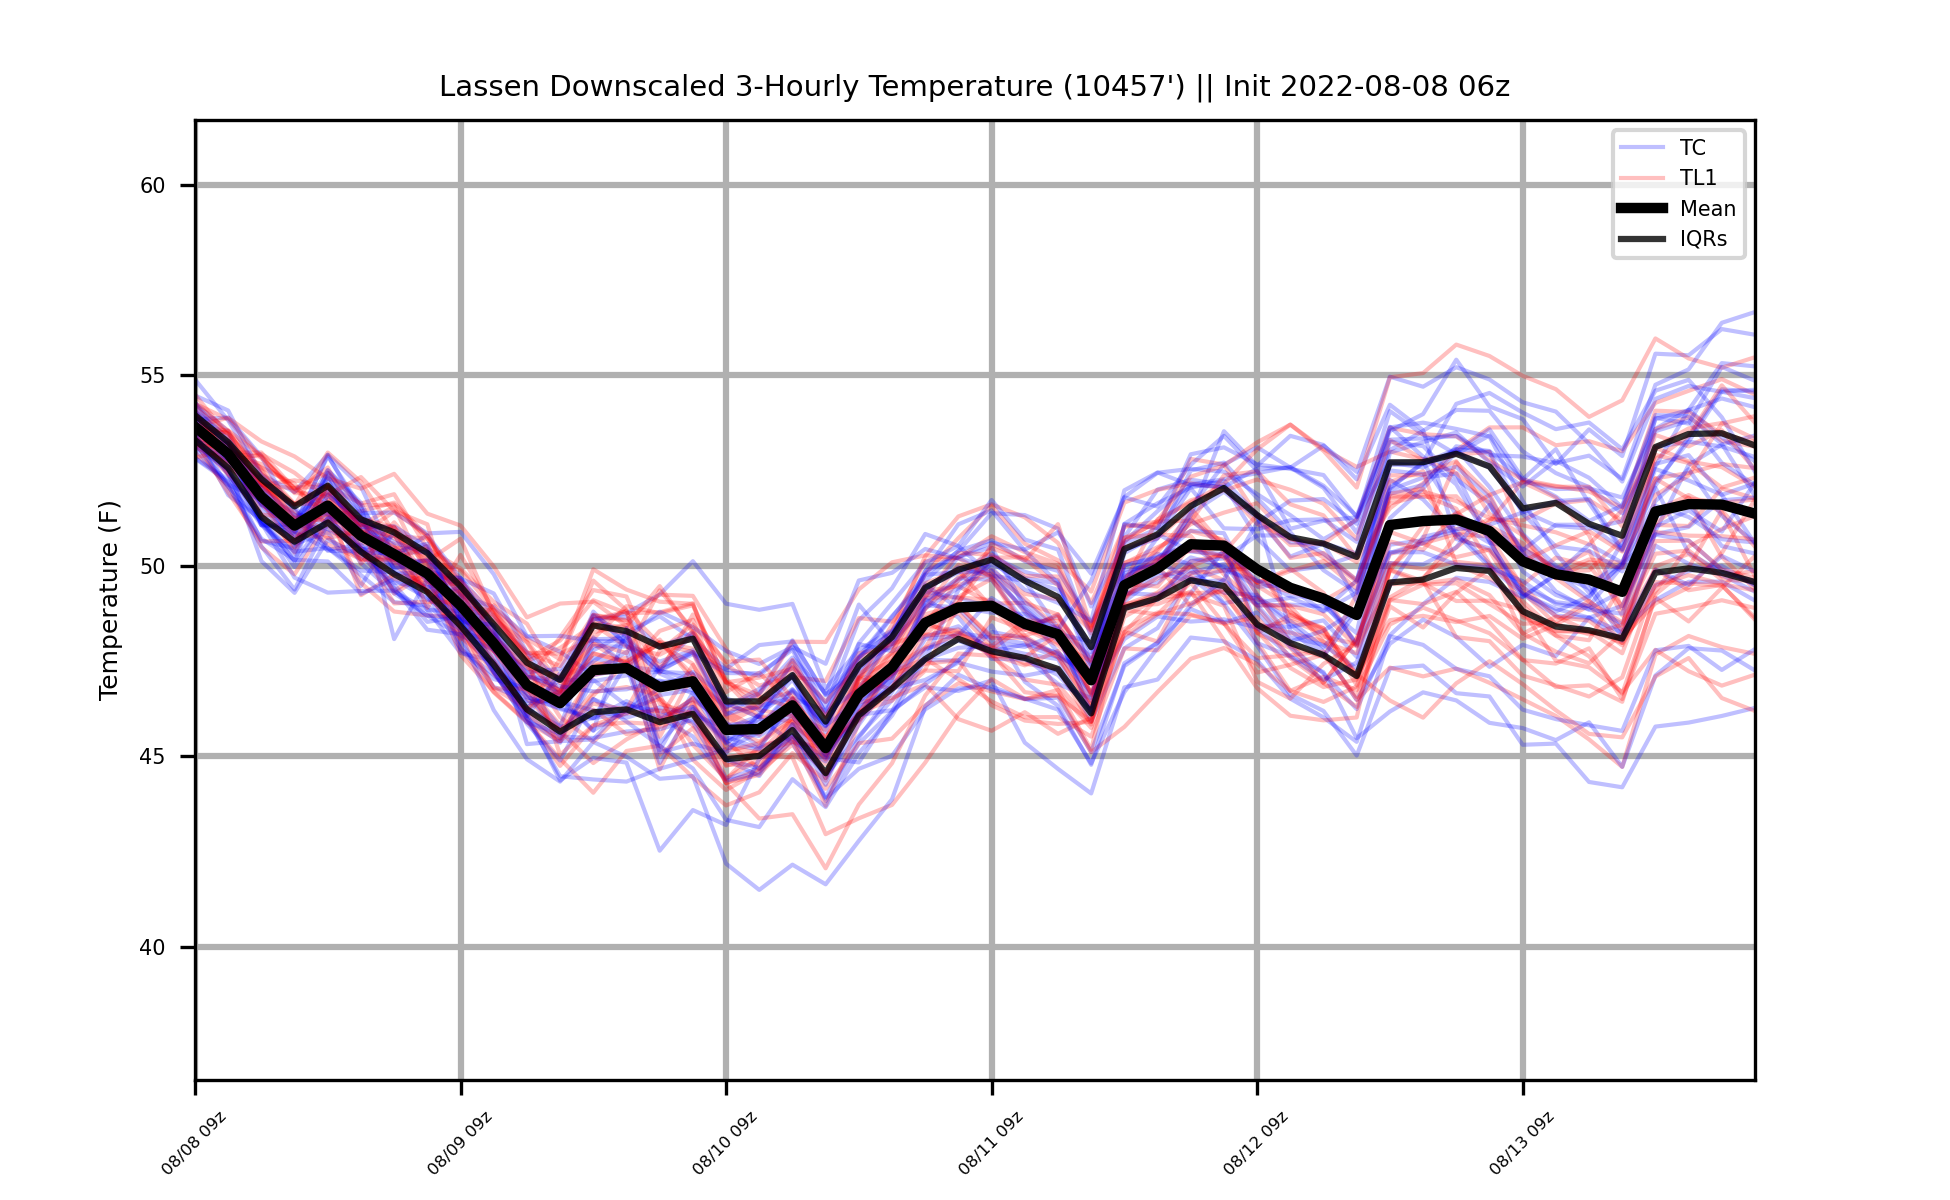 Lassen Downscaled 3-Hourly Temperature (10457') || Init 2022-08-08 06z
TC
TL1
Mean
IQRs
Temperature (F)
60
55
50
45
40
08/08 09z
08/09 09z
08/10 09z
08/11 09z
08/12 09z
08/13 09z